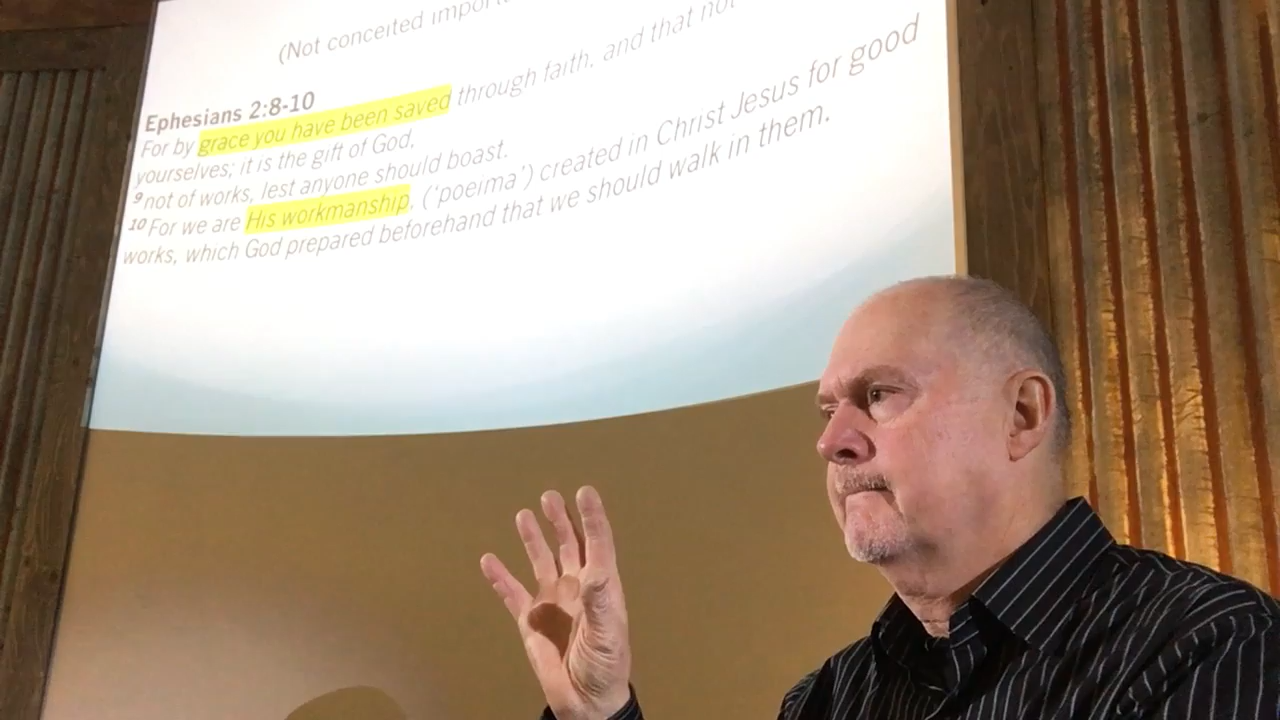 (Not conceited
Ephesians 2:8-10
For by grace you have been saved through faith, and that not
yourselves; it is the gift of God,
9 not of works, lest anyone should boast.
10 For we are His workmanship, ('poeima') created in Christ Jesus for good
works, which God prepared beforehand that we should walk in them.